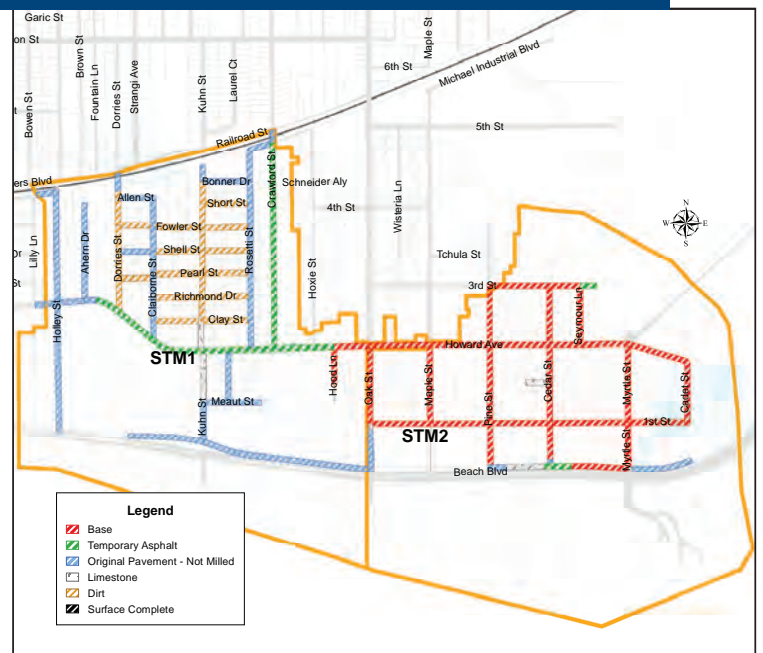 Garic St
on St
Bowen St
Brown St
Fountain Ln
Dorries St
Strangi Ave
Kuhn St
Laurel Ct
Maple St
6th St
Michael Industrial Blvd
Railroad St
5th St
ers Blvd
Bonner Dr
Crawford St
Schneider Aly
Allen St
Short St
4th St
Wisteria Ln
Fowler St
Lilly Ln
Ahern Dr
Dorries St
Claiborne St
Shell St
Rosetti St
Hoxie St
Tchula St
Dr
St
Pearl St
3rd St
Richmond Dr
Seymour Ln
Holley St
Clay St
Howard Ave
STM1
Hood Ln
Oak St
Maple St
Pine St
Cedar St
Myrtla St
Cadet St
Kuhn St
Meaut St
1st St
STM2
Myrtle St
Beach Blvd
N
W
E
S
Legend
Base
Temporary Asphalt
Original Pavement - Not Milled
Limestone
Dirt
Surface Complete